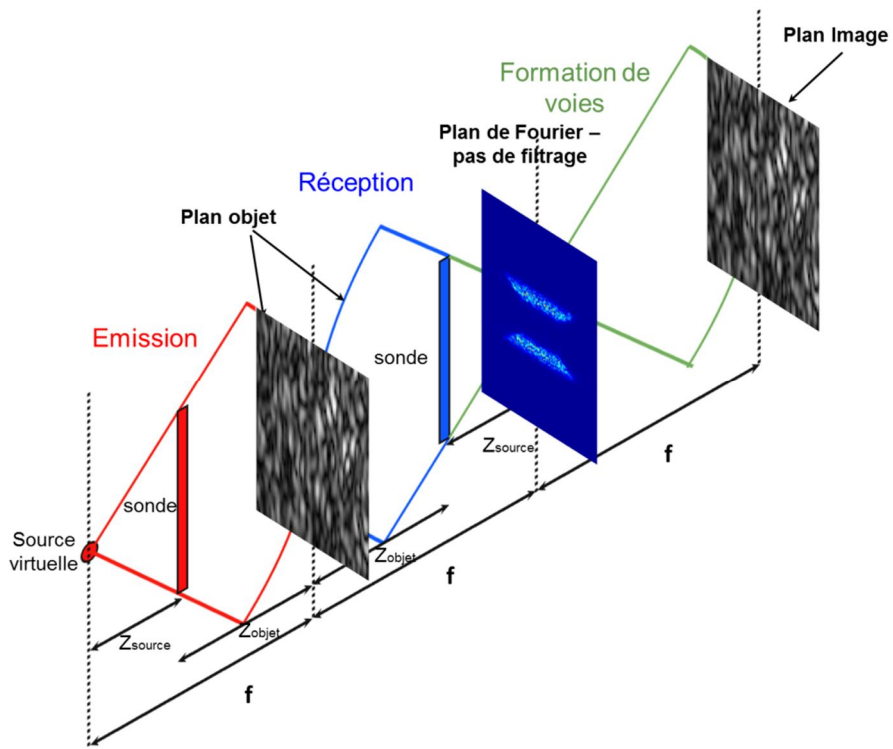 Plan Image
Formation de
voies
Plan de Fourier –
pas de filtrage
Réception
Plan objet
Emission
sonde
sonde
Zsource
f
Source
virtuelle
Zobjet
f
Zsource
Zobjet
f